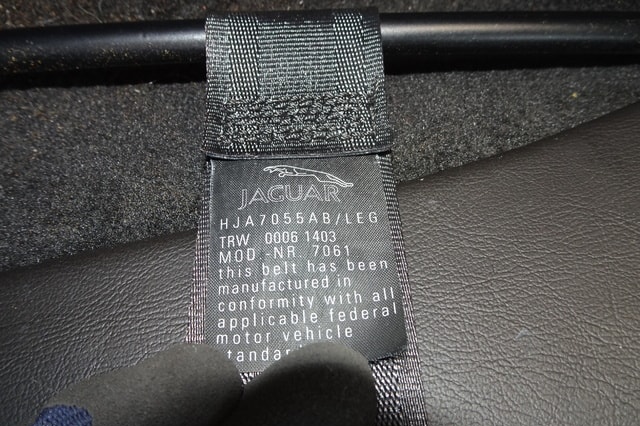 JAGUAR
HJA7055AB/LEG
TRW 0006 1403
MOD.-NR. 7061
this belt has been
manufactured in
conformity with all
applicable federal
motor vehicle